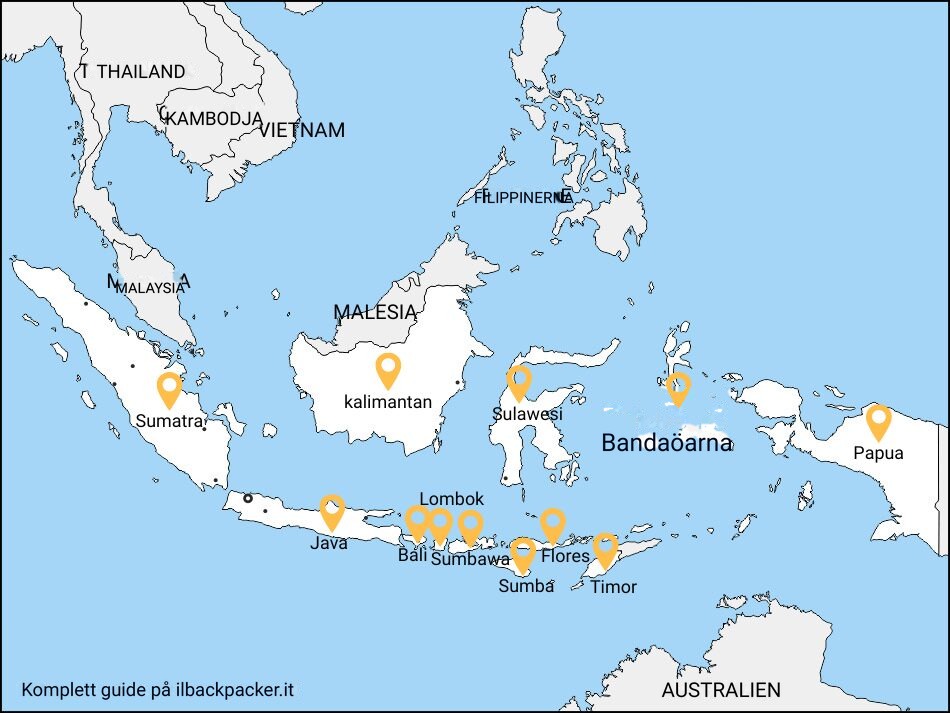 THAILAND
KAMBODJA
VIETNAM
FILIPPINERNA
MALAYSIA
MALESIA
kalimantan
Sumatra
Sulawesi
Bandaöarna
Papua
Lombok
Java
Bali
Sumbawa
Flores
Sumba
Timor
Komplett guide på ilbackpacker.it
AUSTRALIEN